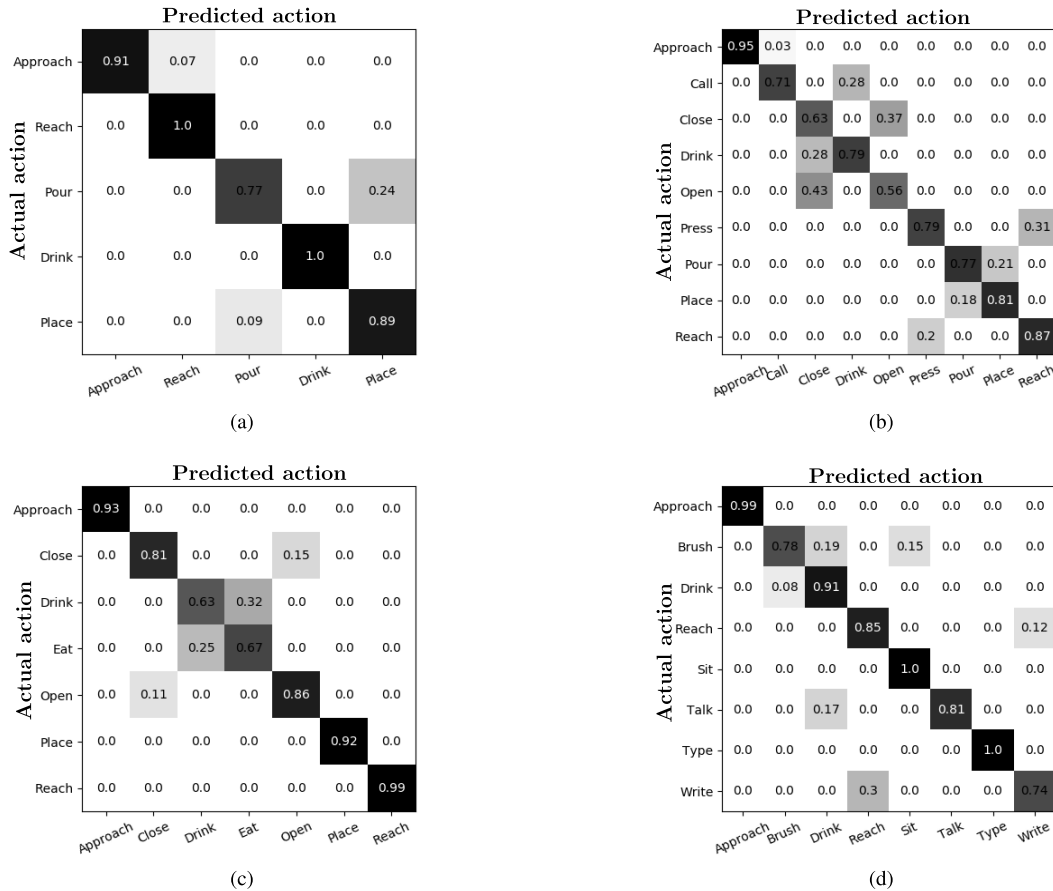 Predicted action
Actual action
Approach 0.91 0.07 0.0 0.0 0.0
Reach 0.0 1.0 0.0 0.0 0.0
Pour 0.0 0.0 0.77 0.0 0.24
Drink 0.0 0.0 0.0 1.0 0.0
Place 0.0 0.0 0.09 0.0 0.89
Approach Reach Pour Drink Place
(a)
Predicted action
Actual action
Approach 0.95 0.03 0.0 0.0 0.0 0.0 0.0 0.0 0.0
Call 0.0 0.71 0.0 0.28 0.0 0.0 0.0 0.0 0.0
Close 0.0 0.0 0.63 0.0 0.37 0.0 0.0 0.0 0.0
Drink 0.0 0.0 0.28 0.79 0.0 0.0 0.0 0.0 0.0
Open 0.0 0.0 0.43 0.0 0.56 0.0 0.0 0.0 0.0
Press 0.0 0.0 0.0 0.0 0.0 0.79 0.0 0.0 0.31
Pour 0.0 0.0 0.0 0.0 0.0 0.0 0.77 0.21 0.0
Place 0.0 0.0 0.0 0.0 0.0 0.0 0.18 0.81 0.0
Reach 0.0 0.0 0.0 0.0 0.0 0.2 0.0 0.0 0.87
Approach Call Close Drink Open Press Pour Place Reach
(b)
Predicted action
Actual action
Approach 0.93 0.0 0.0 0.0 0.0 0.0 0.0
Close 0.0 0.81 0.0 0.0 0.15 0.0 0.0
Drink 0.0 0.0 0.63 0.32 0.0 0.0 0.0
Eat 0.0 0.0 0.25 0.67 0.0 0.0 0.0
Open 0.0 0.11 0.0 0.0 0.86 0.0 0.0
Place 0.0 0.0 0.0 0.0 0.0 0.92 0.0
Reach 0.0 0.0 0.0 0.0 0.0 0.0 0.99
Approach Close Drink Eat Open Place Reach
(c)
Predicted action
Actual action
Approach 0.99 0.0 0.0 0.0 0.0 0.0 0.0 0.0
Brush 0.0 0.78 0.19 0.0 0.15 0.0 0.0 0.0
Drink 0.0 0.08 0.91 0.0 0.0 0.0 0.0 0.0
Reach 0.0 0.0 0.0 0.85 0.0 0.0 0.0 0.12
Sit 0.0 0.0 0.0 0.0 1.0 0.0 0.0 0.0
Talk 0.0 0.0 0.17 0.0 0.0 0.81 0.0 0.0
Type 0.0 0.0 0.0 0.0 0.0 0.0 1.0 0.0
Write 0.0 0.0 0.0 0.3 0.0 0.0 0.0 0.74
Approach Brush Drink Reach Sit Talk Type Write
(d)